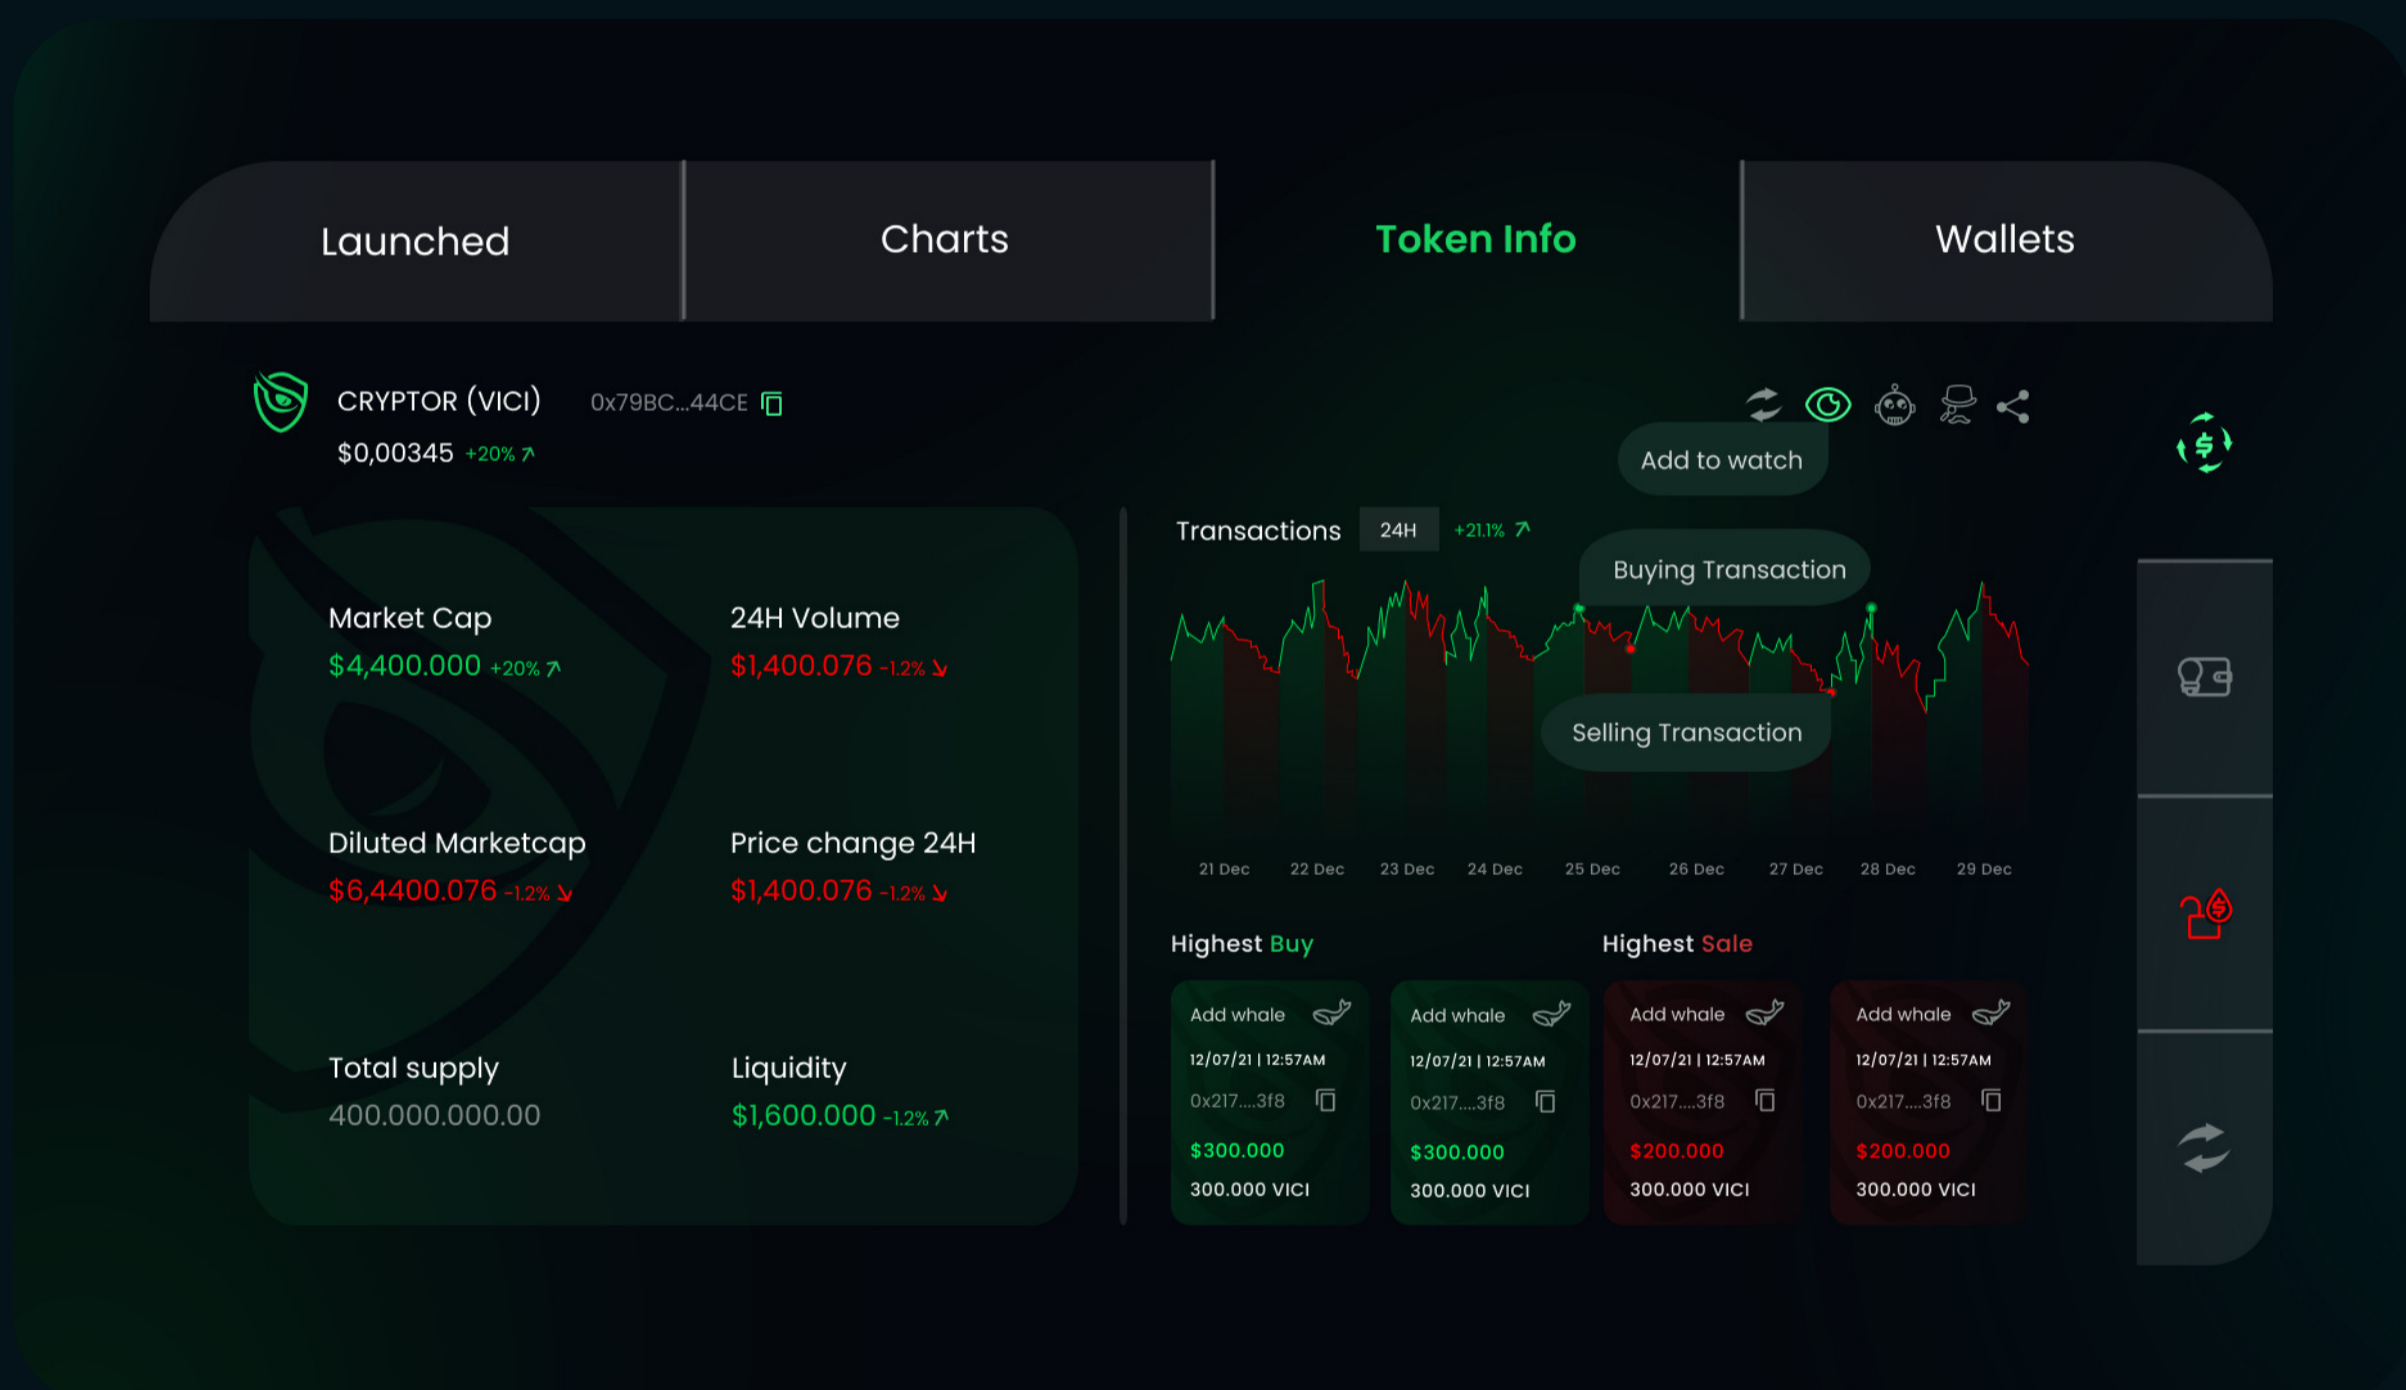 Launched
Charts
Token Info
Wallets
CRYPTOR (VICI)
0x79BC...44CE
$0,00345 +20%
Add to watch
Market Cap
$4,400.000 +20%
24H Volume
$1,400.076 -1.2%
Diluted Marketcap
$6,4400.076 -1.2%
Price change 24H
$1,400.076 -1.2%
Total supply
400.000.000.00
Liquidity
$1,600.000 -1.2%
Transactions
24H
+21.1%
Buying Transaction
Selling Transaction
21 Dec
22 Dec
23 Dec
24 Dec
25 Dec
26 Dec
27 Dec
28 Dec
29 Dec
Highest Buy
Add whale
12/07/21 | 12:57AM
0x217....3f8
$300.000
300.000 VICI
Add whale
12/07/21 | 12:57AM
0x217....3f8
$300.000
300.000 VICI
Highest Sale
Add whale
12/07/21 | 12:57AM
0x217....3f8
$200.000
300.000 VICI
Add whale
12/07/21 | 12:57AM
0x217....3f8
$200.000
300.000 VICI